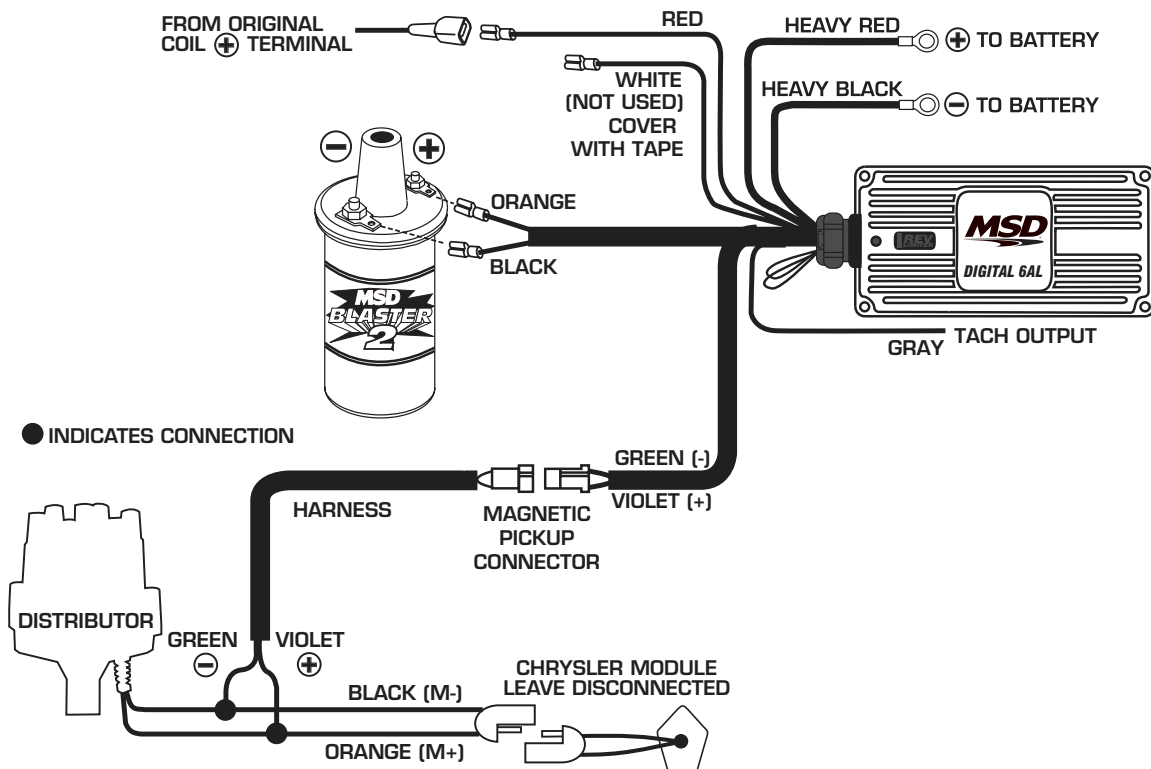 FROM ORIGINAL
COIL ⊕ TERMINAL
RED
HEAVY RED
⊕ TO BATTERY
WHITE
(NOT USED)
COVER
WITH TAPE
HEAVY BLACK
⊖ TO BATTERY
⊖ ⊕
ORANGE
BLACK
MSD
BLASTER
2
REV
LIMITER
MSD
DIGITAL 6AL
GRAY TACH OUTPUT
● INDICATES CONNECTION
GREEN (-)
VIOLET (+)
HARNESS
MAGNETIC
PICKUP
CONNECTOR
DISTRIBUTOR
GREEN VIOLET
⊖ ⊕
BLACK (M-)
ORANGE (M+)
CHRYSLER MODULE
LEAVE DISCONNECTED